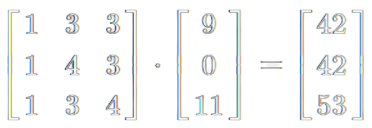 [1 3 3] [9] [42]
[1 4 3] · [0] = [42]
[1 3 4] [11] [53]